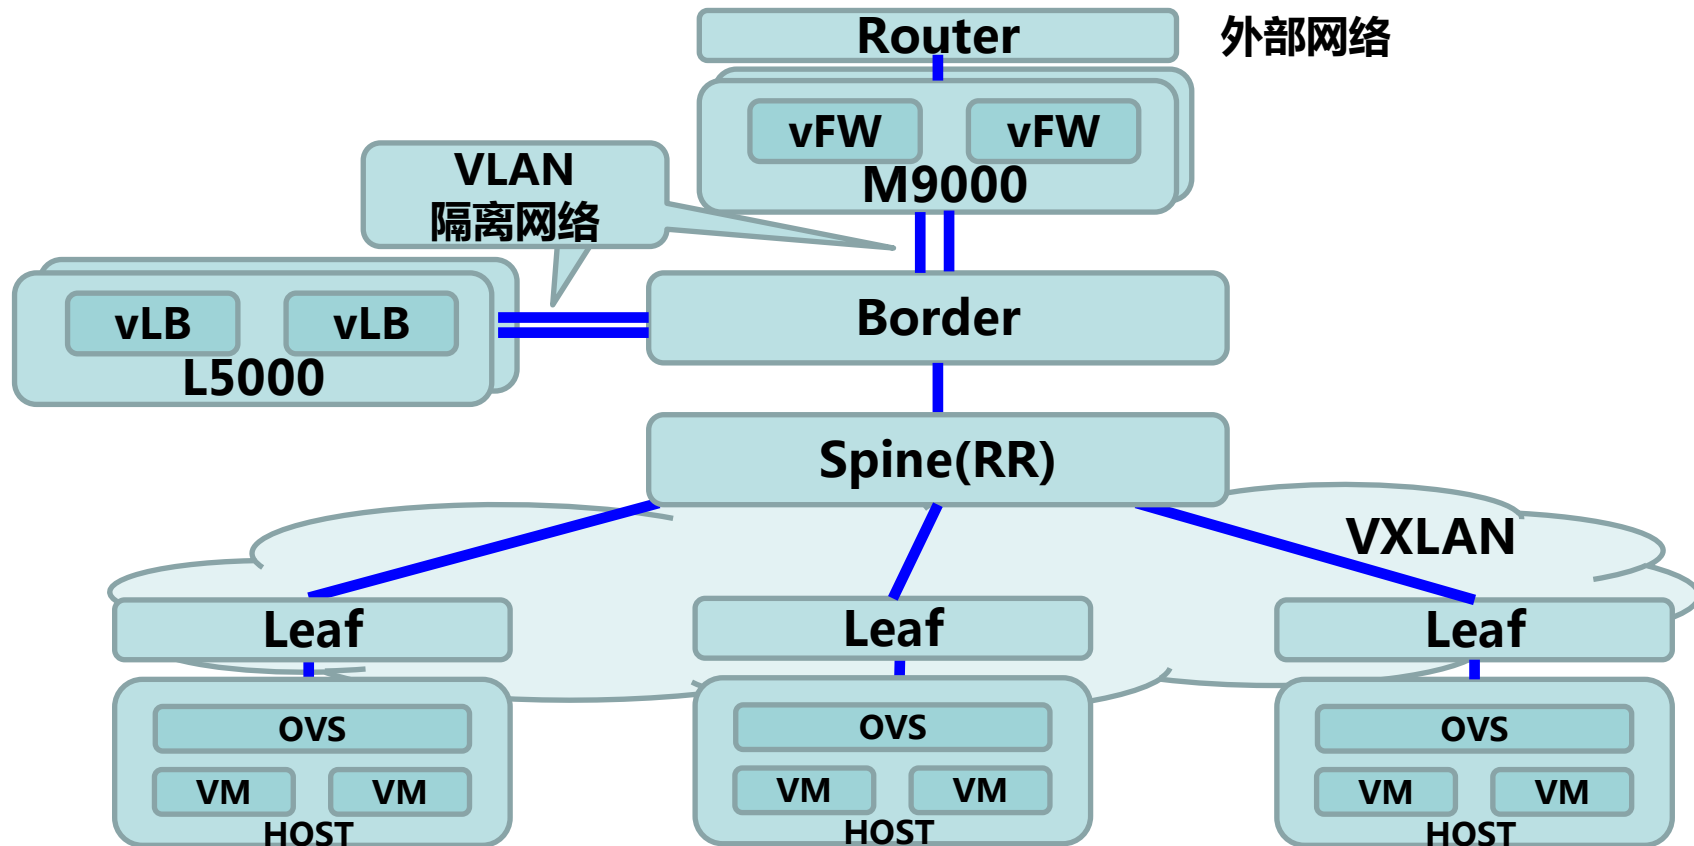 Router
外部网络
vFW
vFW
M9000
VLAN
隔离网络
vLB
vLB
L5000
Border
Spine(RR)
VXLAN
Leaf
Leaf
Leaf
OVS
VM
VM
HOST
OVS
VM
VM
HOST
OVS
VM
VM
HOST